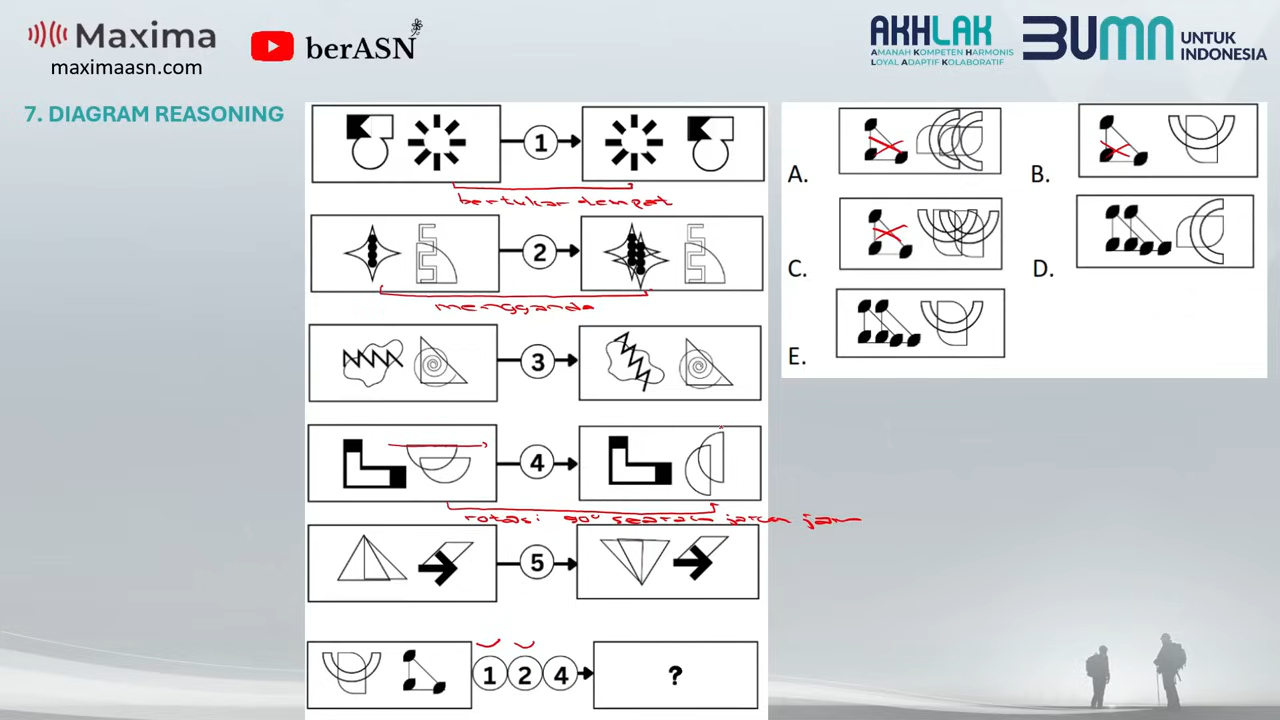 Maxima
maximaasn.com
berASN
AKHLAK
AMANAH KOMPETEN HARMONIS
LOYAL ADAPTIF KOLABORATIF
BUMN
UNTUK
INDONESIA
7. DIAGRAM REASONING
1
bertukar tempat
2
mengganda
3
4
rotasi 90° searah jarum jam
5
1 2 4
?
A.
B.
C.
D.
E.